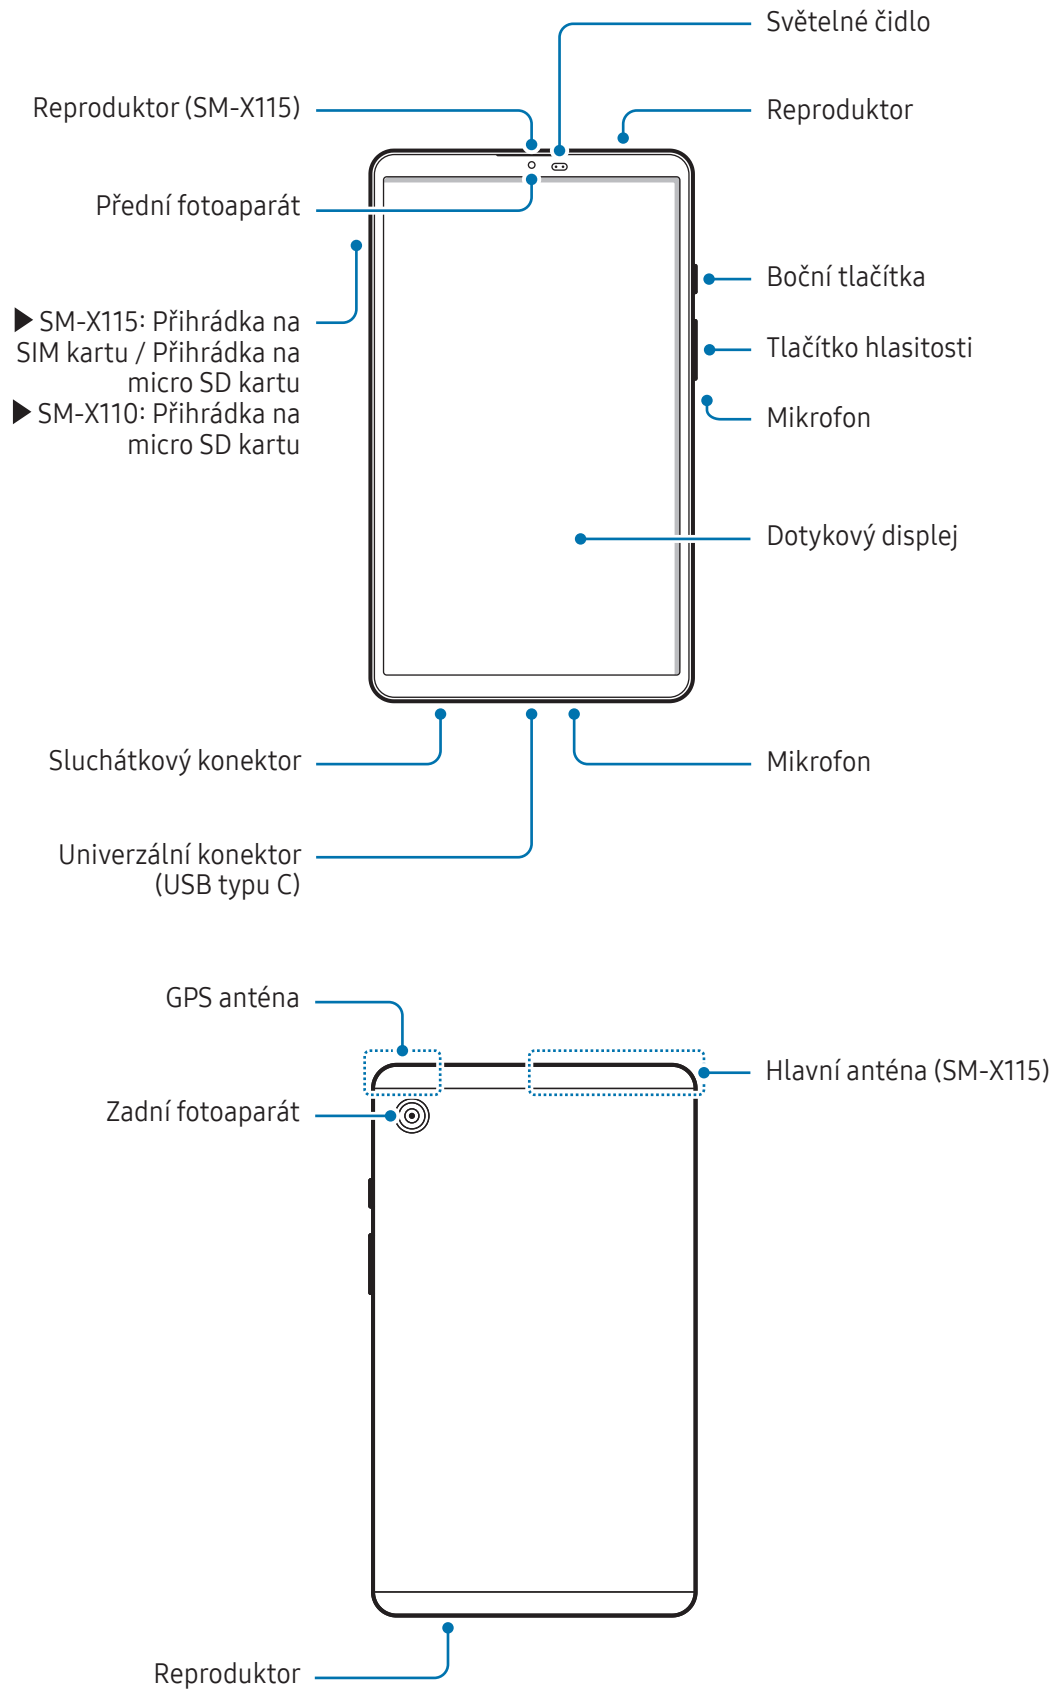 Světelné čidlo
Reproduktor (SM-X115)
Reproduktor
Přední fotoaparát
Boční tlačítka
▶ SM-X115: Přihrádka na
SIM kartu / Přihrádka na
micro SD kartu
▶ SM-X110: Přihrádka na
micro SD kartu
Tlačítko hlasitosti
Mikrofon
Dotykový displej
Sluchátkový konektor
Mikrofon
Univerzální konektor
(USB typu C)
GPS anténa
Hlavní anténa (SM-X115)
Zadní fotoaparát
Reproduktor